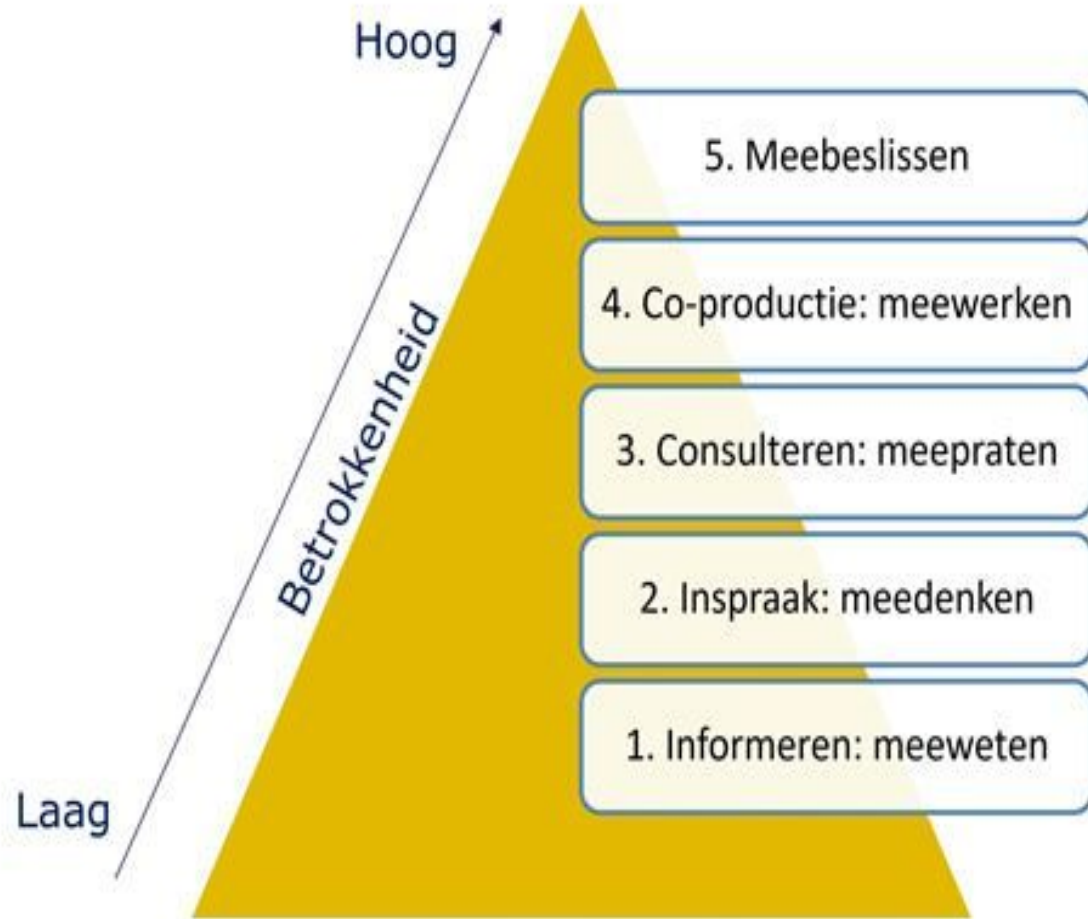 Hoog
5. Meebeslissen
4. Co-productie: meewerken
Betrokkenheid
3. Consulteren: meepraten
2. Inspraak: meedenken
1. Informeren: meeweten
Laag